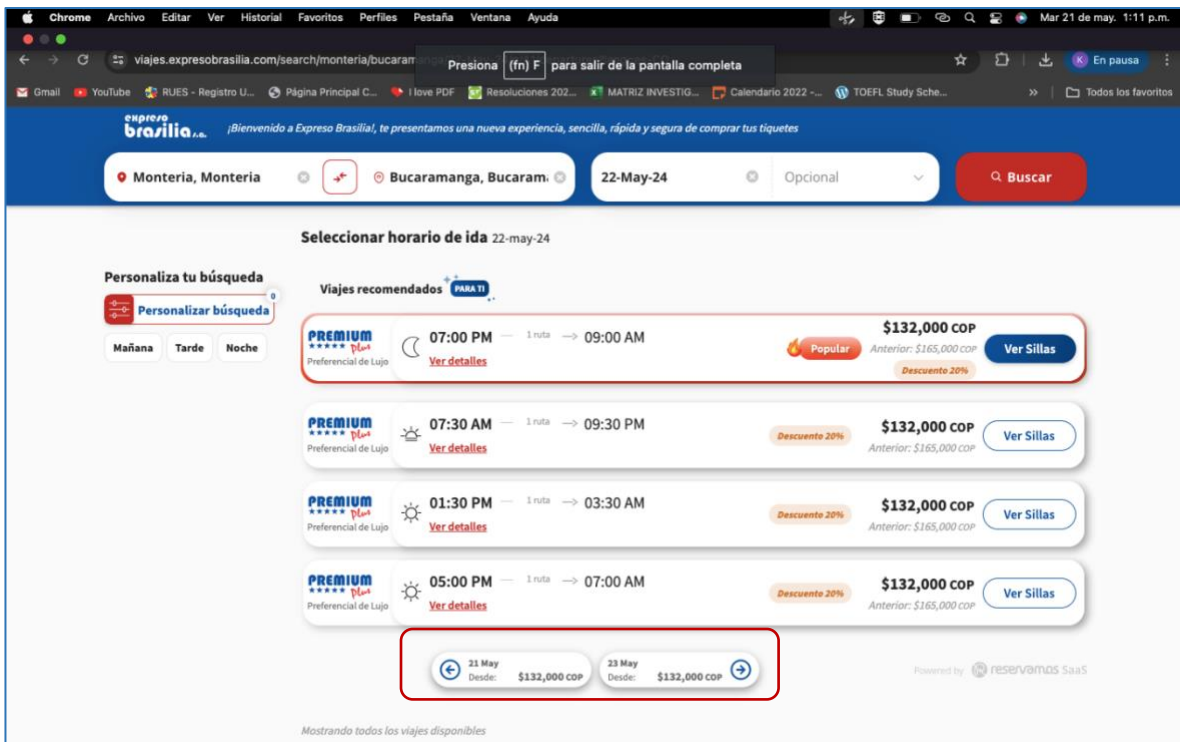 Chrome Archivo Editar Ver Historial Favoritos Perfiles Pestaña Ventana Ayuda Mar 21 de may. 1:11 p.m.
viajes.expresobrasilia.com/search/monteria/bucaram
Presiona (fn) F para salir de la pantalla completa
K En pausa
Gmail YouTube RUES - Registro U... Página Principal C... I love PDF Resoluciones 202... MATRIZ INVESTIG... Calendario 2022 -... TOEFL Study Sche... » Todos los favoritos
expreso
brasilia s.a. ¡Bienvenido a Expreso Brasilia!, te presentamos una nueva experiencia, sencilla, rápida y segura de comprar tus tiquetes
Monteria, Monteria Bucaramanga, Bucaram 22-May-24 Opcional Buscar
Seleccionar horario de ida 22-may-24
Personaliza tu búsqueda
0
Personalizar búsqueda
Mañana Tarde Noche
Viajes recomendados PARA TI
PREMIUM
plus
Preferencial de Lujo
07:00 PM — 1 ruta —> 09:00 AM
Ver detalles
Popular
$132,000 COP
Anterior: $165,000 COP
Descuento 20%
Ver Sillas
PREMIUM
plus
Preferencial de Lujo
07:30 AM — 1 ruta —> 09:30 PM
Ver detalles
Descuento 20%
$132,000 COP
Anterior: $165,000 COP
Ver Sillas
PREMIUM
plus
Preferencial de Lujo
01:30 PM — 1 ruta —> 03:30 AM
Ver detalles
Descuento 20%
$132,000 COP
Anterior: $165,000 COP
Ver Sillas
PREMIUM
plus
Preferencial de Lujo
05:00 PM — 1 ruta —> 07:00 AM
Ver detalles
Descuento 20%
$132,000 COP
Anterior: $165,000 COP
Ver Sillas
21 May
Desde: $132,000 COP
23 May
Desde: $132,000 COP
Powered by reservamos SaaS
Mostrando todos los viajes disponibles